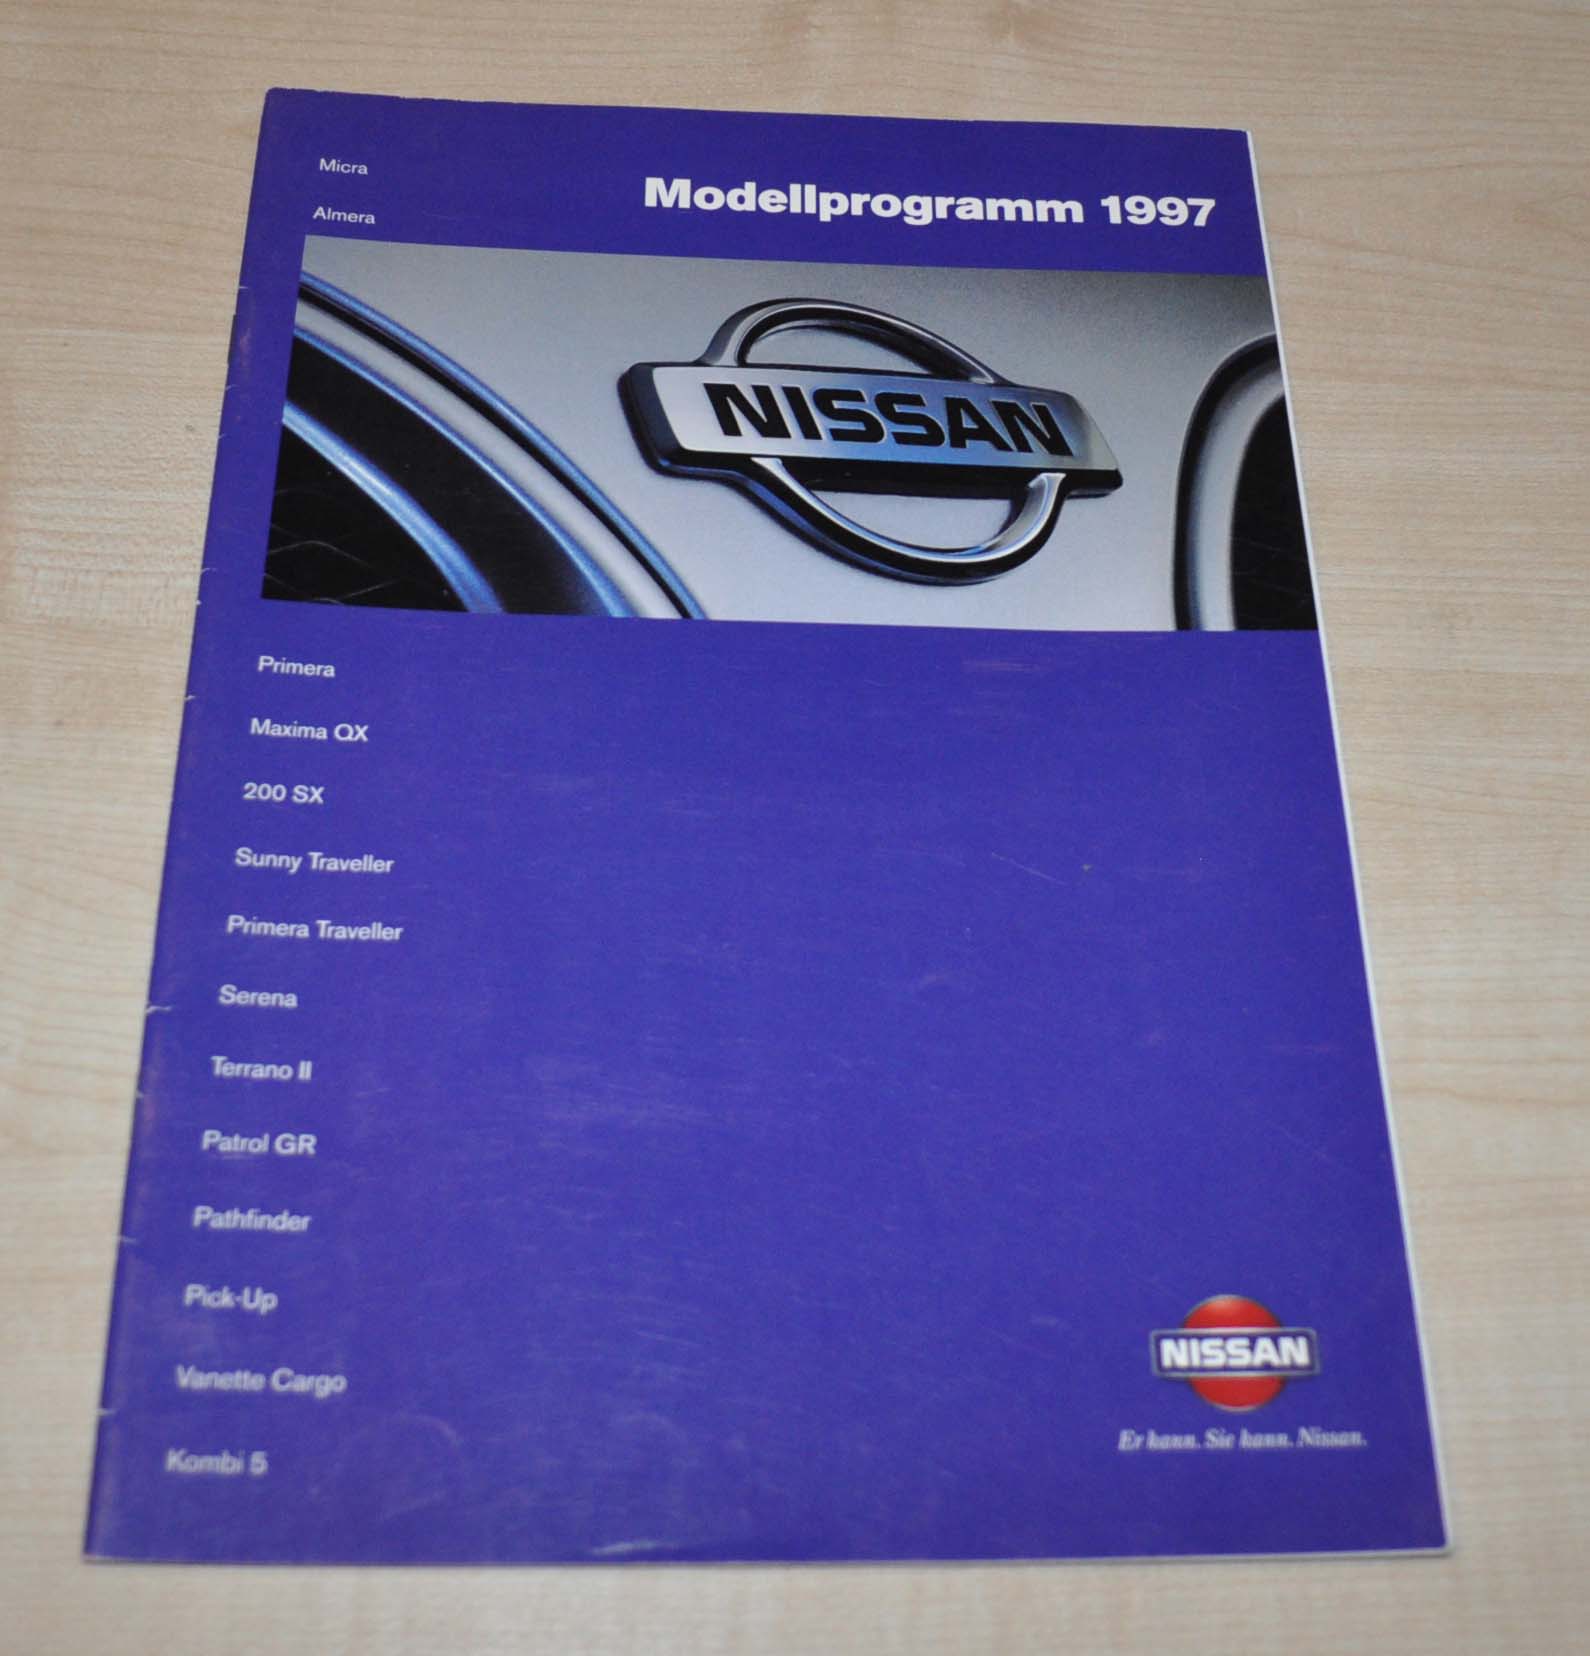 Micra
Modellprogramm 1997
Almera
NISSAN
Primera
Maxima QX
200 SX
Sunny Traveller
Primera Traveller
Serena
Terrano II
Patrol GR
Pathfinder
Pick-Up
Vanette Cargo
Kombi 5
NISSAN
Er kann. Sie kann. Nissan.